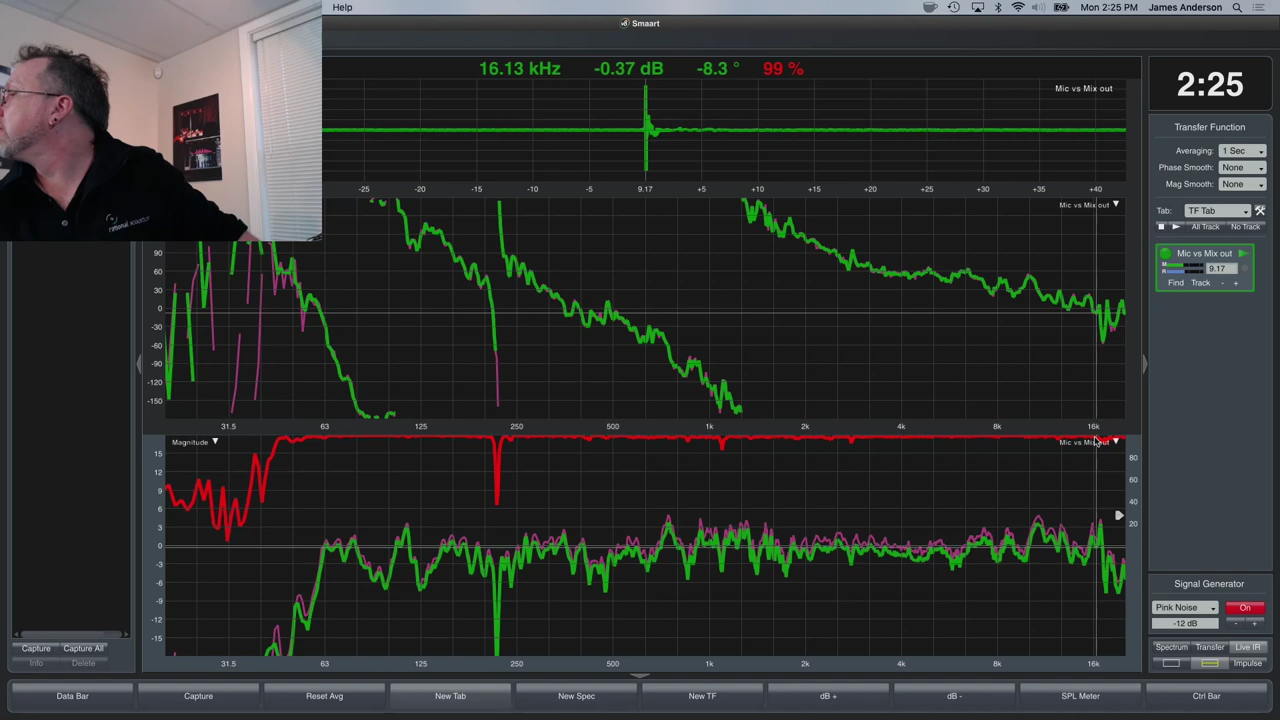 Help
Mon 2:25 PM James Anderson
Smaart
16.13 kHz -0.37 dB -8.3 ° 99 %
Mic vs Mix out
2:25
Transfer Function
Averaging: 1 Sec
Phase Smooth: None
Mag Smooth: None
Tab: TF Tab
All Track No Track
Mic vs Mix out
M
R 9.17
Find Track - +
-25 -20 -15 -10 -5 9.17 +5 +10 +15 +20 +25 +30 +35 +40
Mic vs Mix out
90
60
30
0
-30
-60
-90
-120
-150
31.5 63 125 250 500 1k 2k 4k 8k 16k
Magnitude
Mic vs Mix out
15
12
9
6
3
0
-3
-6
-9
-12
-15
80
60
40
20
31.5 63 125 250 500 1k 2k 4k 8k 16k
Signal Generator
Pink Noise On
-12 dB - +
Spectrum Transfer Live IR
Impulse
Capture Capture All
Info Delete
Data Bar Capture Reset Avg New Tab New Spec New TF dB + dB - SPL Meter Ctrl Bar
rational acoustics